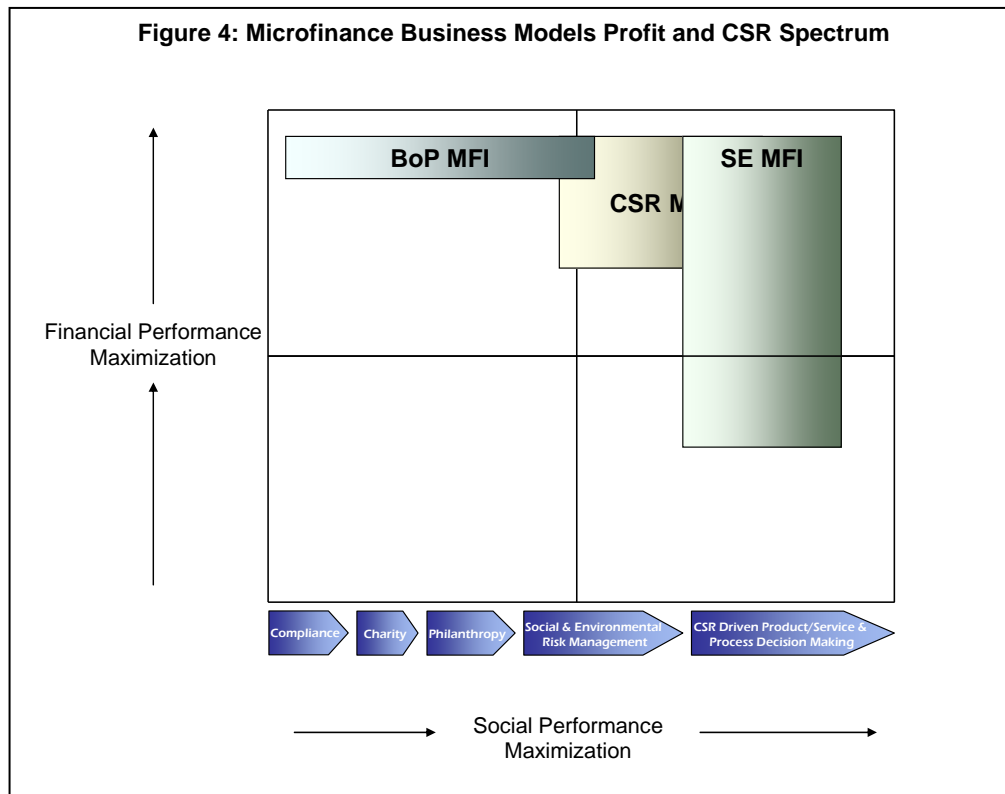 Figure 4: Microfinance Business Models Profit and CSR Spectrum
BoP MFI
SE MFI
CSR M
Financial Performance
Maximization
Compliance
Charity
Philanthropy
Social & Environmental
Risk Management
CSR Driven Product/Service &
Process Decision Making
Social Performance
Maximization